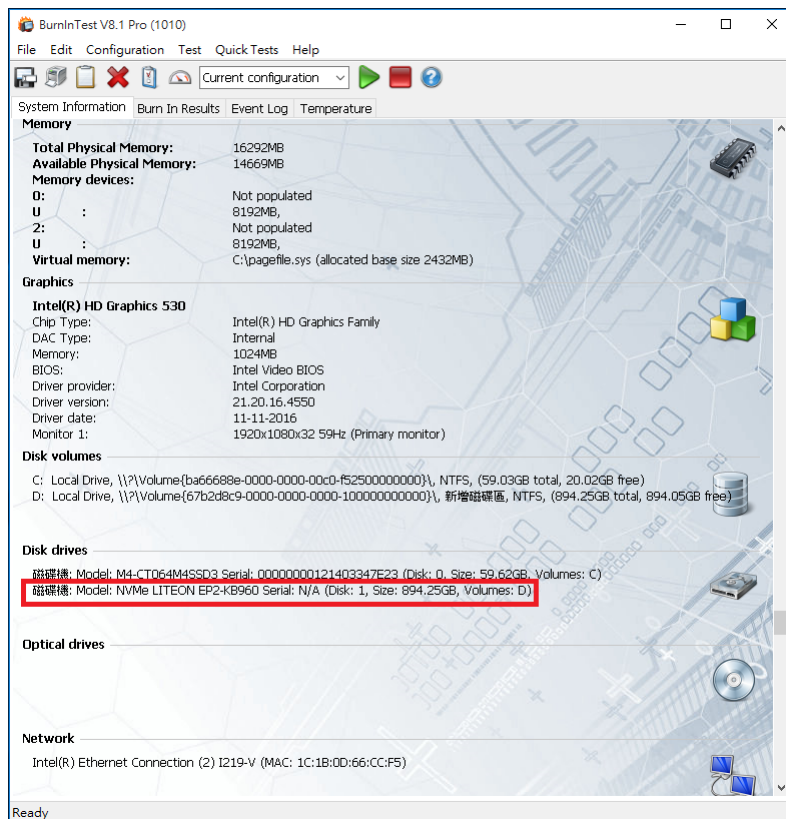 BurnInTest V8.1 Pro (1010)
File Edit Configuration Test Quick Tests Help
Current configuration
System Information Burn In Results Event Log Temperature
Memory
Total Physical Memory: 16292MB
Available Physical Memory: 14669MB
Memory devices:
0: Not populated
U : 8192MB,
2: Not populated
U : 8192MB,
Virtual memory: C:\pagefile.sys (allocated base size 2432MB)
Graphics
Intel(R) HD Graphics 530
Chip Type: Intel(R) HD Graphics Family
DAC Type: Internal
Memory: 1024MB
BIOS: Intel Video BIOS
Driver provider: Intel Corporation
Driver version: 21.20.16.4550
Driver date: 11-11-2016
Monitor 1: 1920x1080x32 59Hz (Primary monitor)
Disk volumes
C: Local Drive, \\?\Volume{ba66688e-0000-0000-00c0-f52500000000}\, NTFS, (59.03GB total, 20.02GB free)
D: Local Drive, \\?\Volume{67b2d8c9-0000-0000-0000-100000000000}\, 新增磁碟區, NTFS, (894.25GB total, 894.05GB free)
Disk drives
磁碟機: Model: M4-CT064M4SSD3 Serial: 00000000121403347E23 (Disk: 0, Size: 59.62GB, Volumes: C)
磁碟機: Model: NVMe LITEON EP2-KB960 Serial: N/A (Disk: 1, Size: 894.25GB, Volumes: D)
Optical drives
Network
Intel(R) Ethernet Connection (2) I219-V (MAC: 1C:1B:0D:66:CC:F5)
Ready